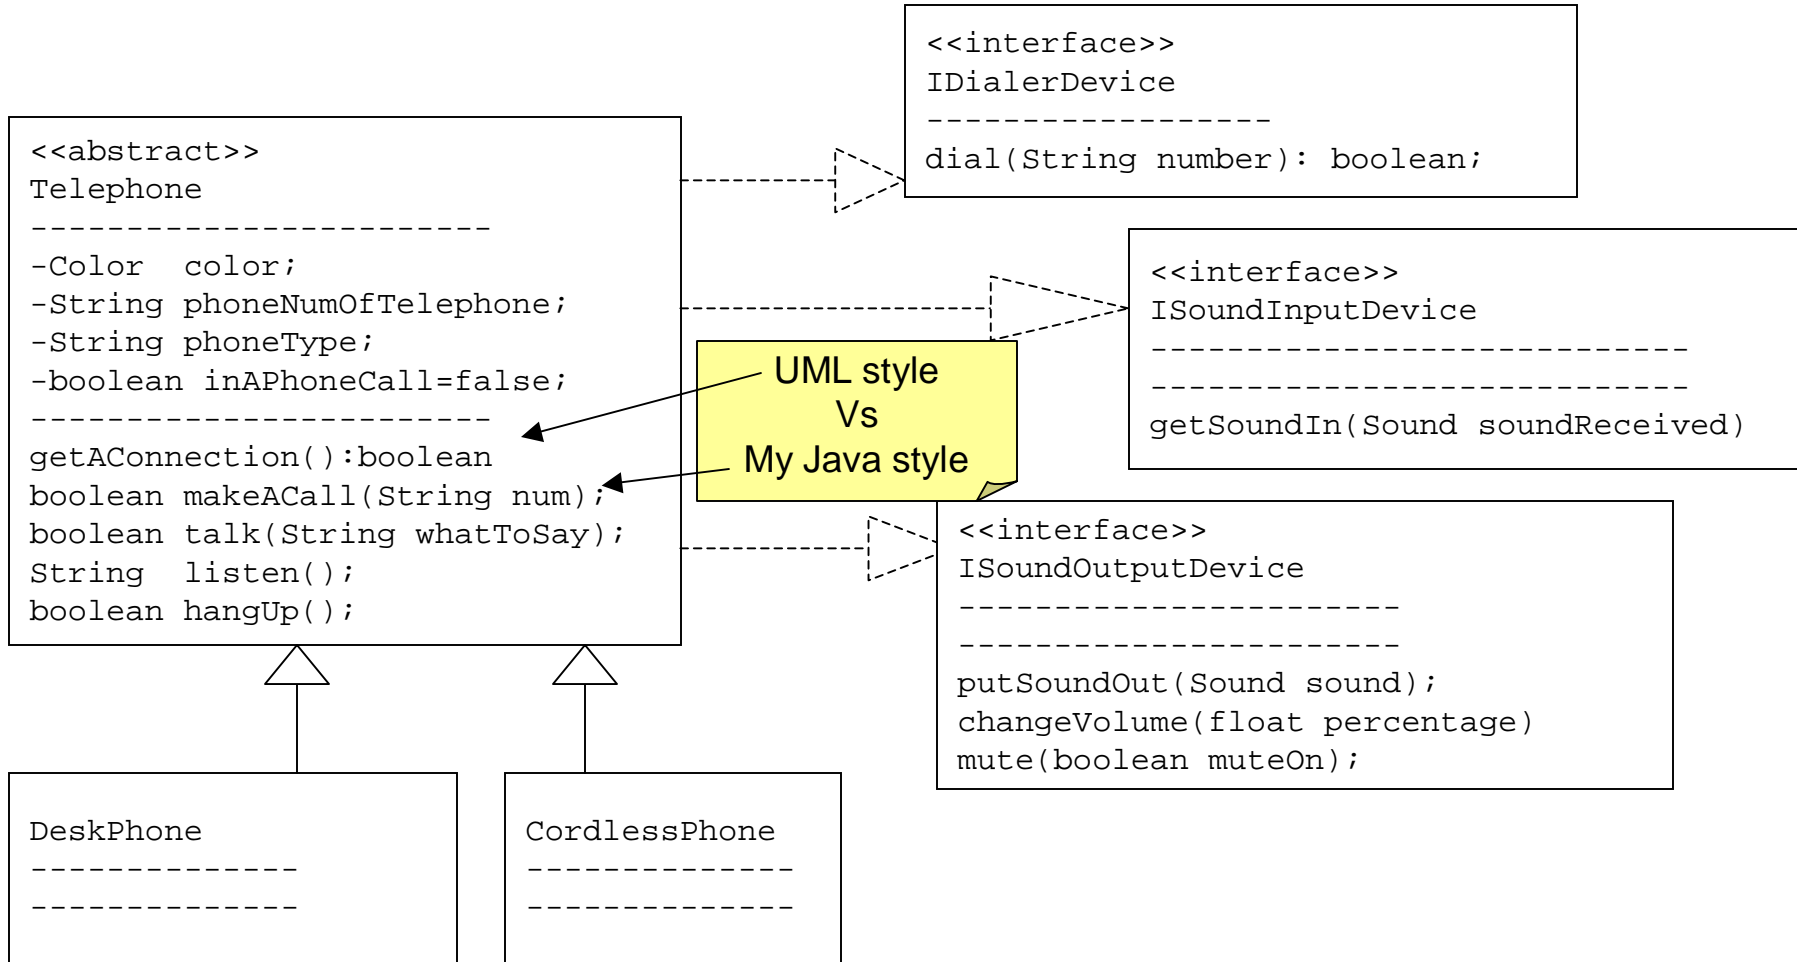 <<abstract>>
Telephone
------------------------
-Color  color;
-String phoneNumOfTelephone;
-String phoneType;
-boolean inAPhoneCall=false;
------------------------
getAConnection():boolean
boolean makeACall(String num);
boolean talk(String whatToSay);
String  listen();
boolean hangUp();
<<interface>>
IDialerDevice
------------------
dial(String number): boolean;
<<interface>>
ISoundInputDevice
----------------------------
----------------------------
getSoundIn(Sound soundReceived)
UML style
Vs
My Java style
<<interface>>
ISoundOutputDevice
-----------------------
-----------------------
putSoundOut(Sound sound);
changeVolume(float percentage)
mute(boolean muteOn);
DeskPhone
--------------
--------------
CordlessPhone
--------------
--------------